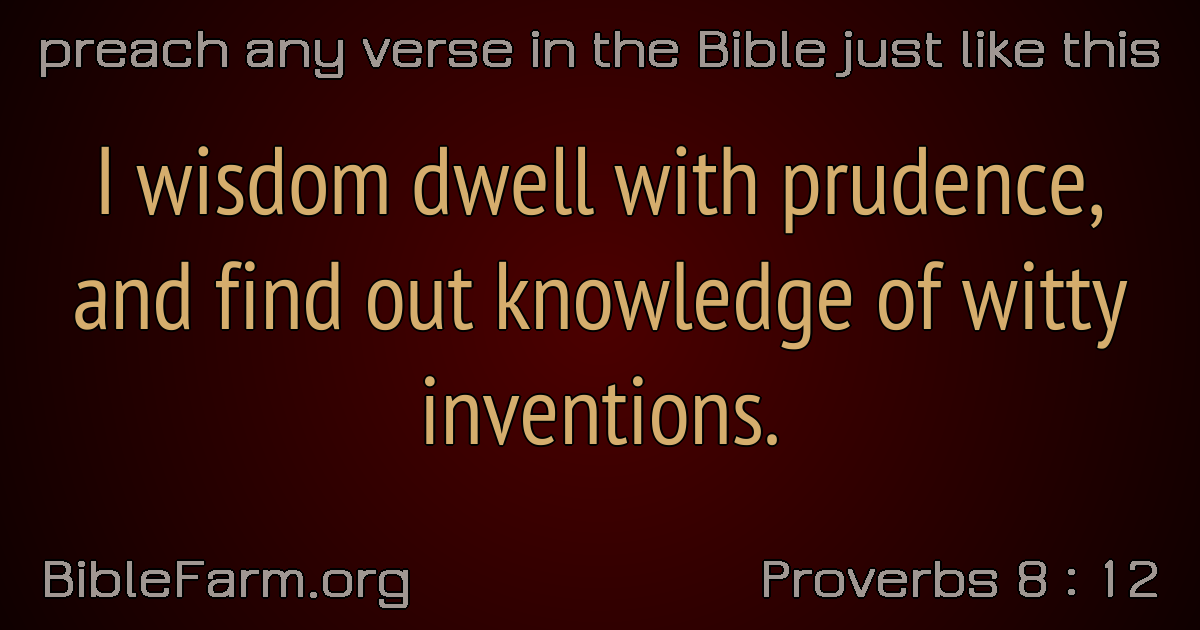 preach any verse in the Bible just like this
I wisdom dwell with prudence,
and find out knowledge of witty
inventions.
BibleFarm.org
Proverbs 8 : 12